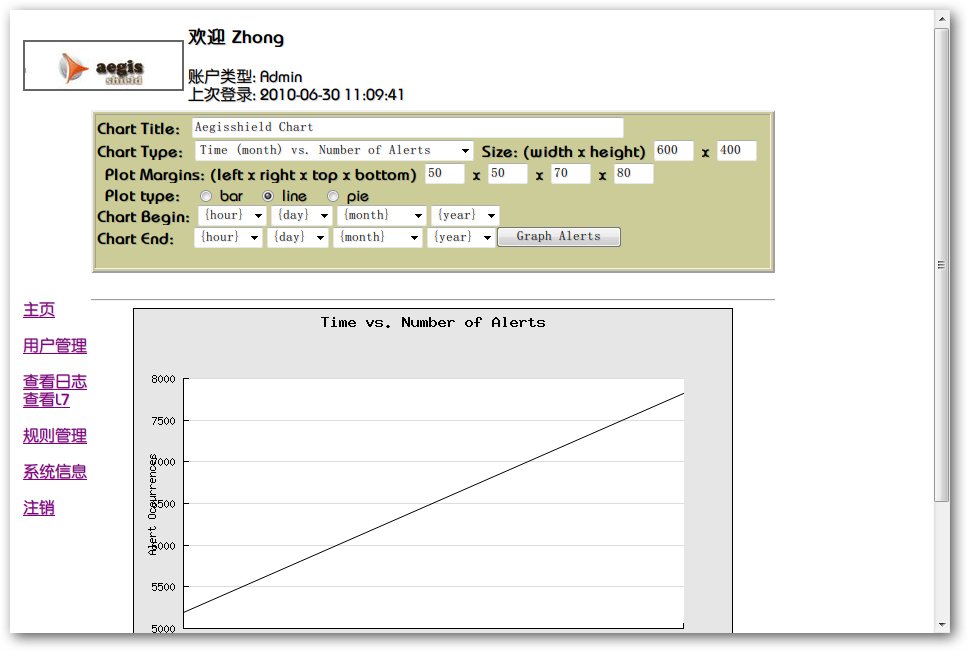 欢迎 Zhong
aegis
shield
账户类型: Admin
上次登录: 2010-06-30 11:09:41
Chart Title: Aegisshield Chart
Chart Type: Time (month) vs. Number of Alerts Size: (width x height) 600 x 400
Plot Margins: (left x right x top x bottom) 50 x 50 x 70 x 80
Plot type: bar line pie
Chart Begin: {hour} {day} {month} {year}
Chart End: {hour} {day} {month} {year} Graph Alerts
主页
用户管理
查看日志
查看l7
规则管理
系统信息
注销
Time vs. Number of Alerts
Alert Occurrences
8000
7500
7000
6500
6000
5500
5000